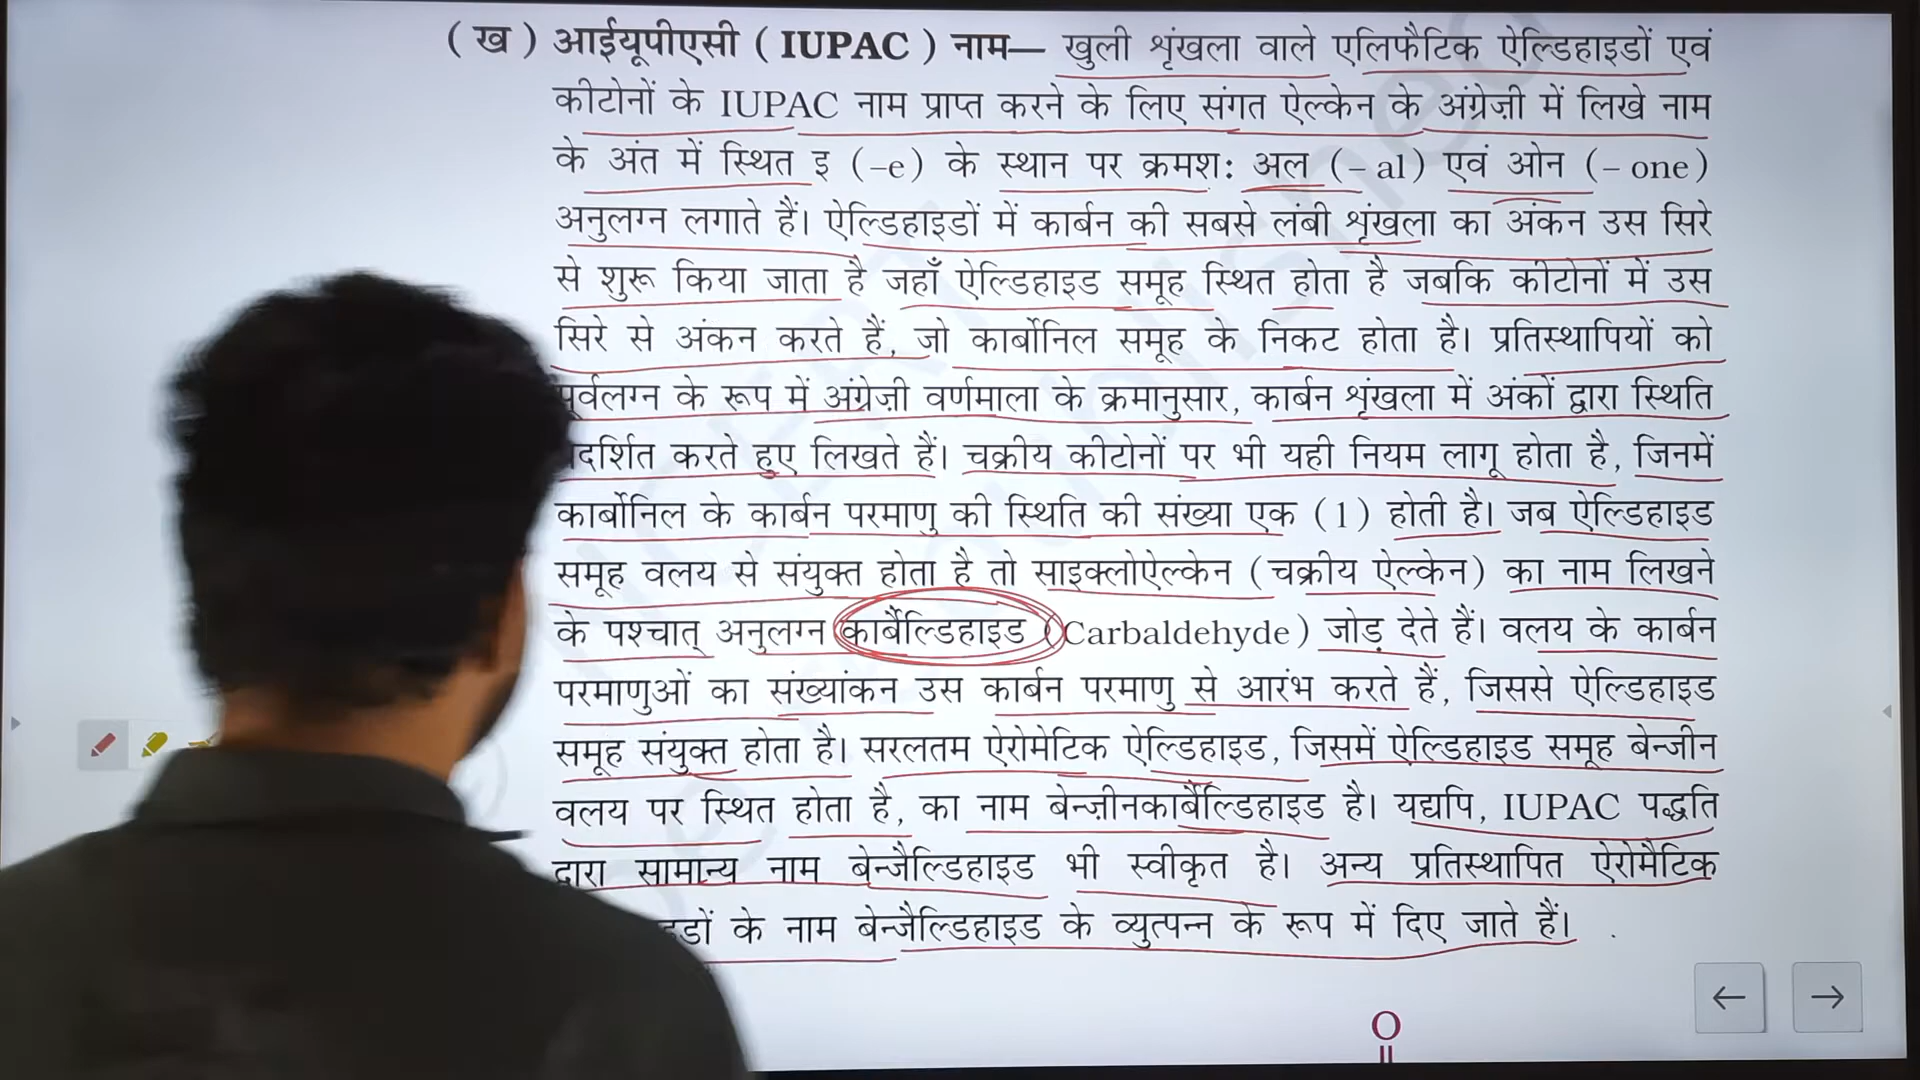 ( ख ) आईयूपीएसी ( IUPAC ) नाम— खुली शृंखला वाले एलिफैटिक ऐल्डिहाइडों एवं
कीटोनों के IUPAC नाम प्राप्त करने के लिए संगत ऐल्केन के अंग्रेज़ी में लिखे नाम
के अंत में स्थित इ (–e) के स्थान पर क्रमश: अल (– al) एवं ओन (– one)
अनुलग्न लगाते हैं। ऐल्डिहाइडों में कार्बन की सबसे लंबी शृंखला का अंकन उस सिरे
से शुरू किया जाता है जहाँ ऐल्डिहाइड समूह स्थित होता है जबकि कीटोनों में उस
सिरे से अंकन करते हैं, जो कार्बोनिल समूह के निकट होता है। प्रतिस्थापियों को
पूर्वलग्न के रूप में अंग्रेज़ी वर्णमाला के क्रमानुसार, कार्बन शृंखला में अंकों द्वारा स्थिति
प्रदर्शित करते हुए लिखते हैं। चक्रीय कीटोनों पर भी यही नियम लागू होता है, जिनमें
कार्बोनिल के कार्बन परमाणु की स्थिति की संख्या एक (1) होती है। जब ऐल्डिहाइड
समूह वलय से संयुक्त होता है तो साइक्लोऐल्केन (चक्रीय ऐल्केन) का नाम लिखने
के पश्चात् अनुलग्न कार्बैल्डिहाइड (Carbaldehyde) जोड़ देते हैं। वलय के कार्बन
परमाणुओं का संख्यांकन उस कार्बन परमाणु से आरंभ करते हैं, जिससे ऐल्डिहाइड
समूह संयुक्त होता है। सरलतम ऐरोमेटिक ऐल्डिहाइड, जिसमें ऐल्डिहाइड समूह बेन्जीन
वलय पर स्थित होता है, का नाम बेन्ज़ीनकार्बैल्डिहाइड है। यद्यपि, IUPAC पद्धति
द्वारा सामान्य नाम बेन्जैल्डिहाइड भी स्वीकृत है। अन्य प्रतिस्थापित ऐरोमैटिक
के नाम बेन्जैल्डिहाइड के व्युत्पन्न के रूप में दिए जाते हैं।
O